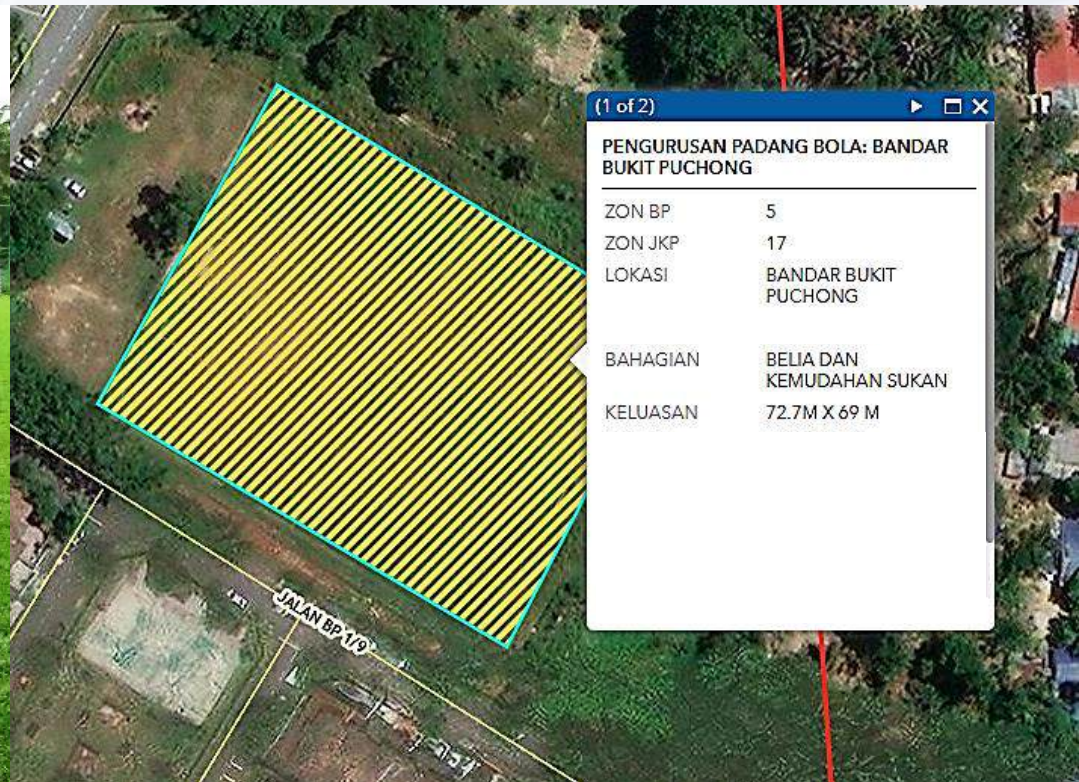 (1 of 2)
PENGURUSAN PADANG BOLA: BANDAR
BUKIT PUCHONG
ZON BP 5
ZON JKP 17
LOKASI BANDAR BUKIT
PUCHONG
BAHAGIAN BELIA DAN
KEMUDAHAN SUKAN
KELUASAN 72.7M X 69 M
JALAN BP 1/9